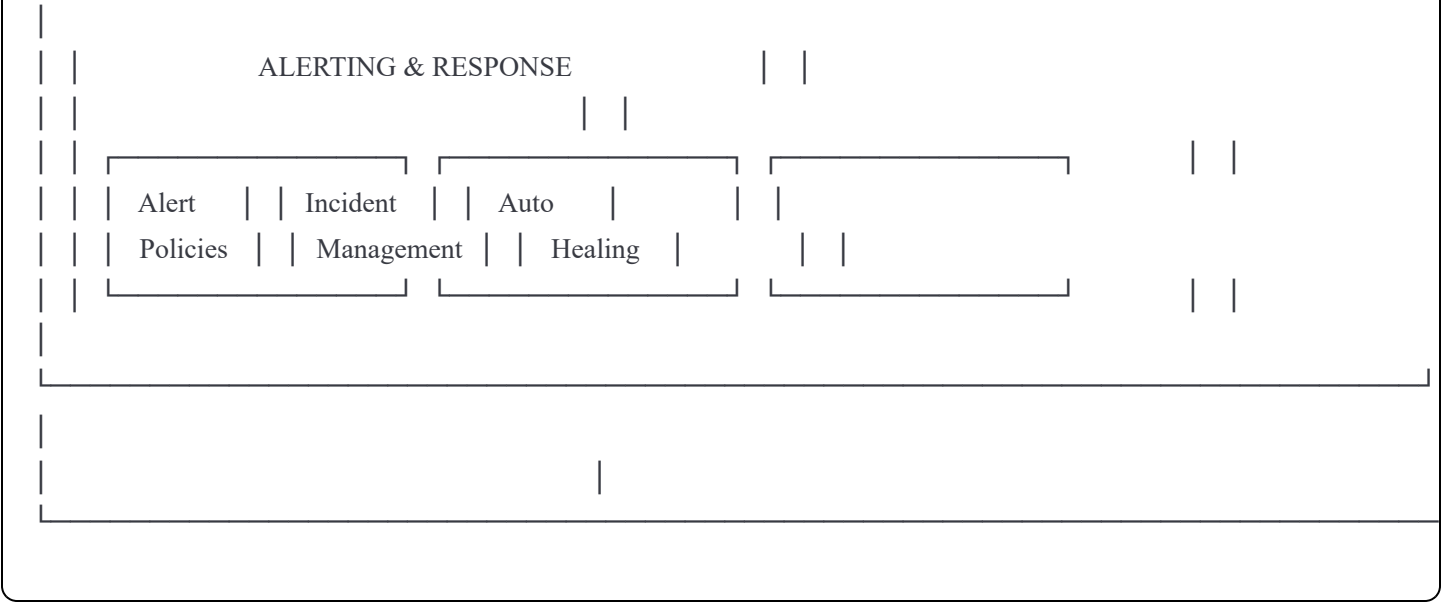 ALERTING & RESPONSE
Alert Incident Auto
Policies Management Healing